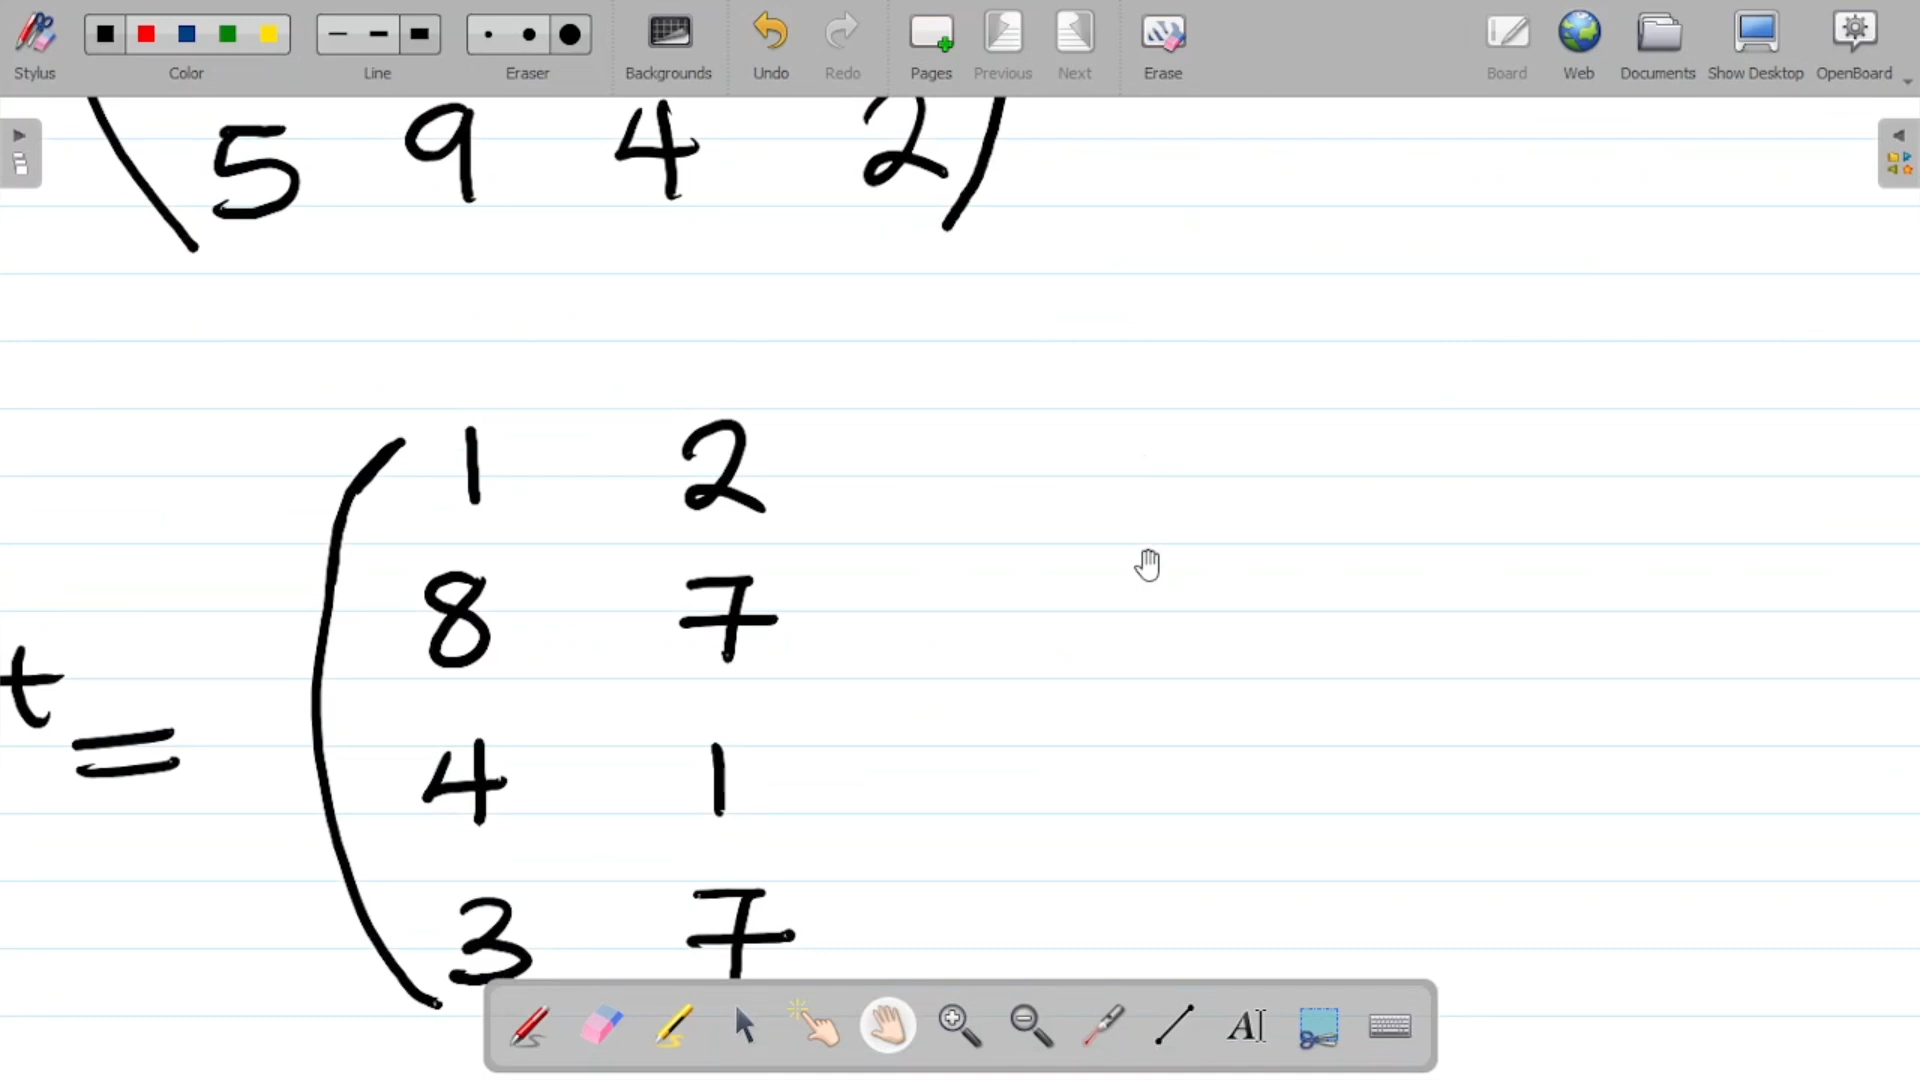 Stylus Color Line Eraser Backgrounds Undo Redo Pages Previous Next Erase Board Web Documents Show Desktop OpenBoard
5 9 4 2
1 2
8 7
t =
4 1
3 7
A